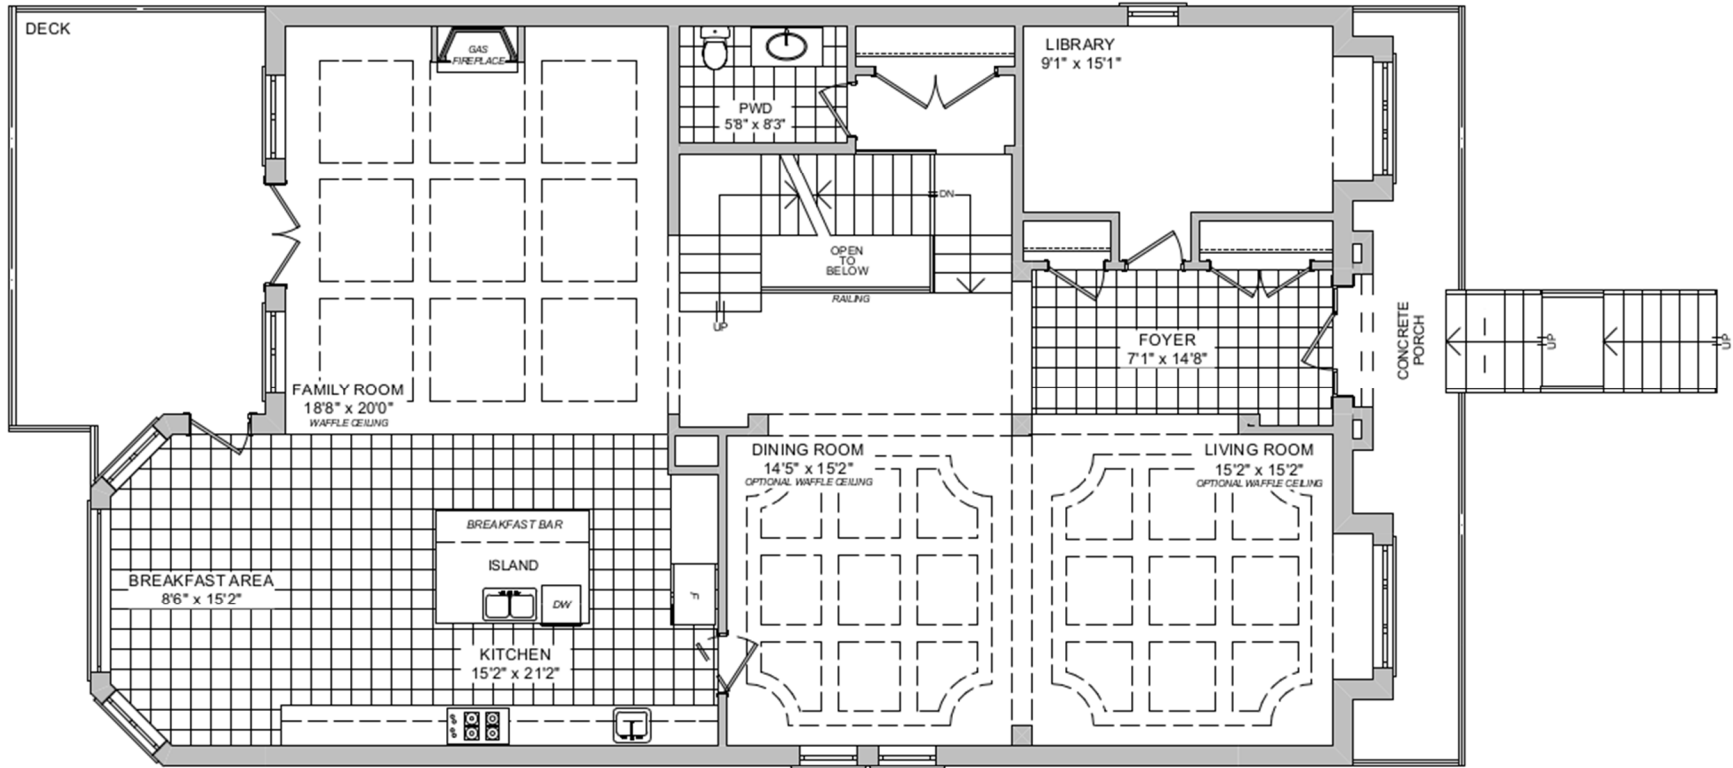 DECK
GAS
FIREPLACE
PWD
5'8" x 8'3"
LIBRARY
9'1" x 15'1"
DN
OPEN
TO
BELOW
RAILING
UP
FOYER
7'1" x 14'8"
CONCRETE
PORCH
UP
UP
FAMILY ROOM
18'8" x 20'0"
WAFFLE CEILING
DINING ROOM
14'5" x 15'2"
OPTIONAL WAFFLE CEILING
LIVING ROOM
15'2" x 15'2"
OPTIONAL WAFFLE CEILING
BREAKFAST BAR
ISLAND
DW
F
BREAKFAST AREA
8'6" x 15'2"
KITCHEN
15'2" x 21'2"